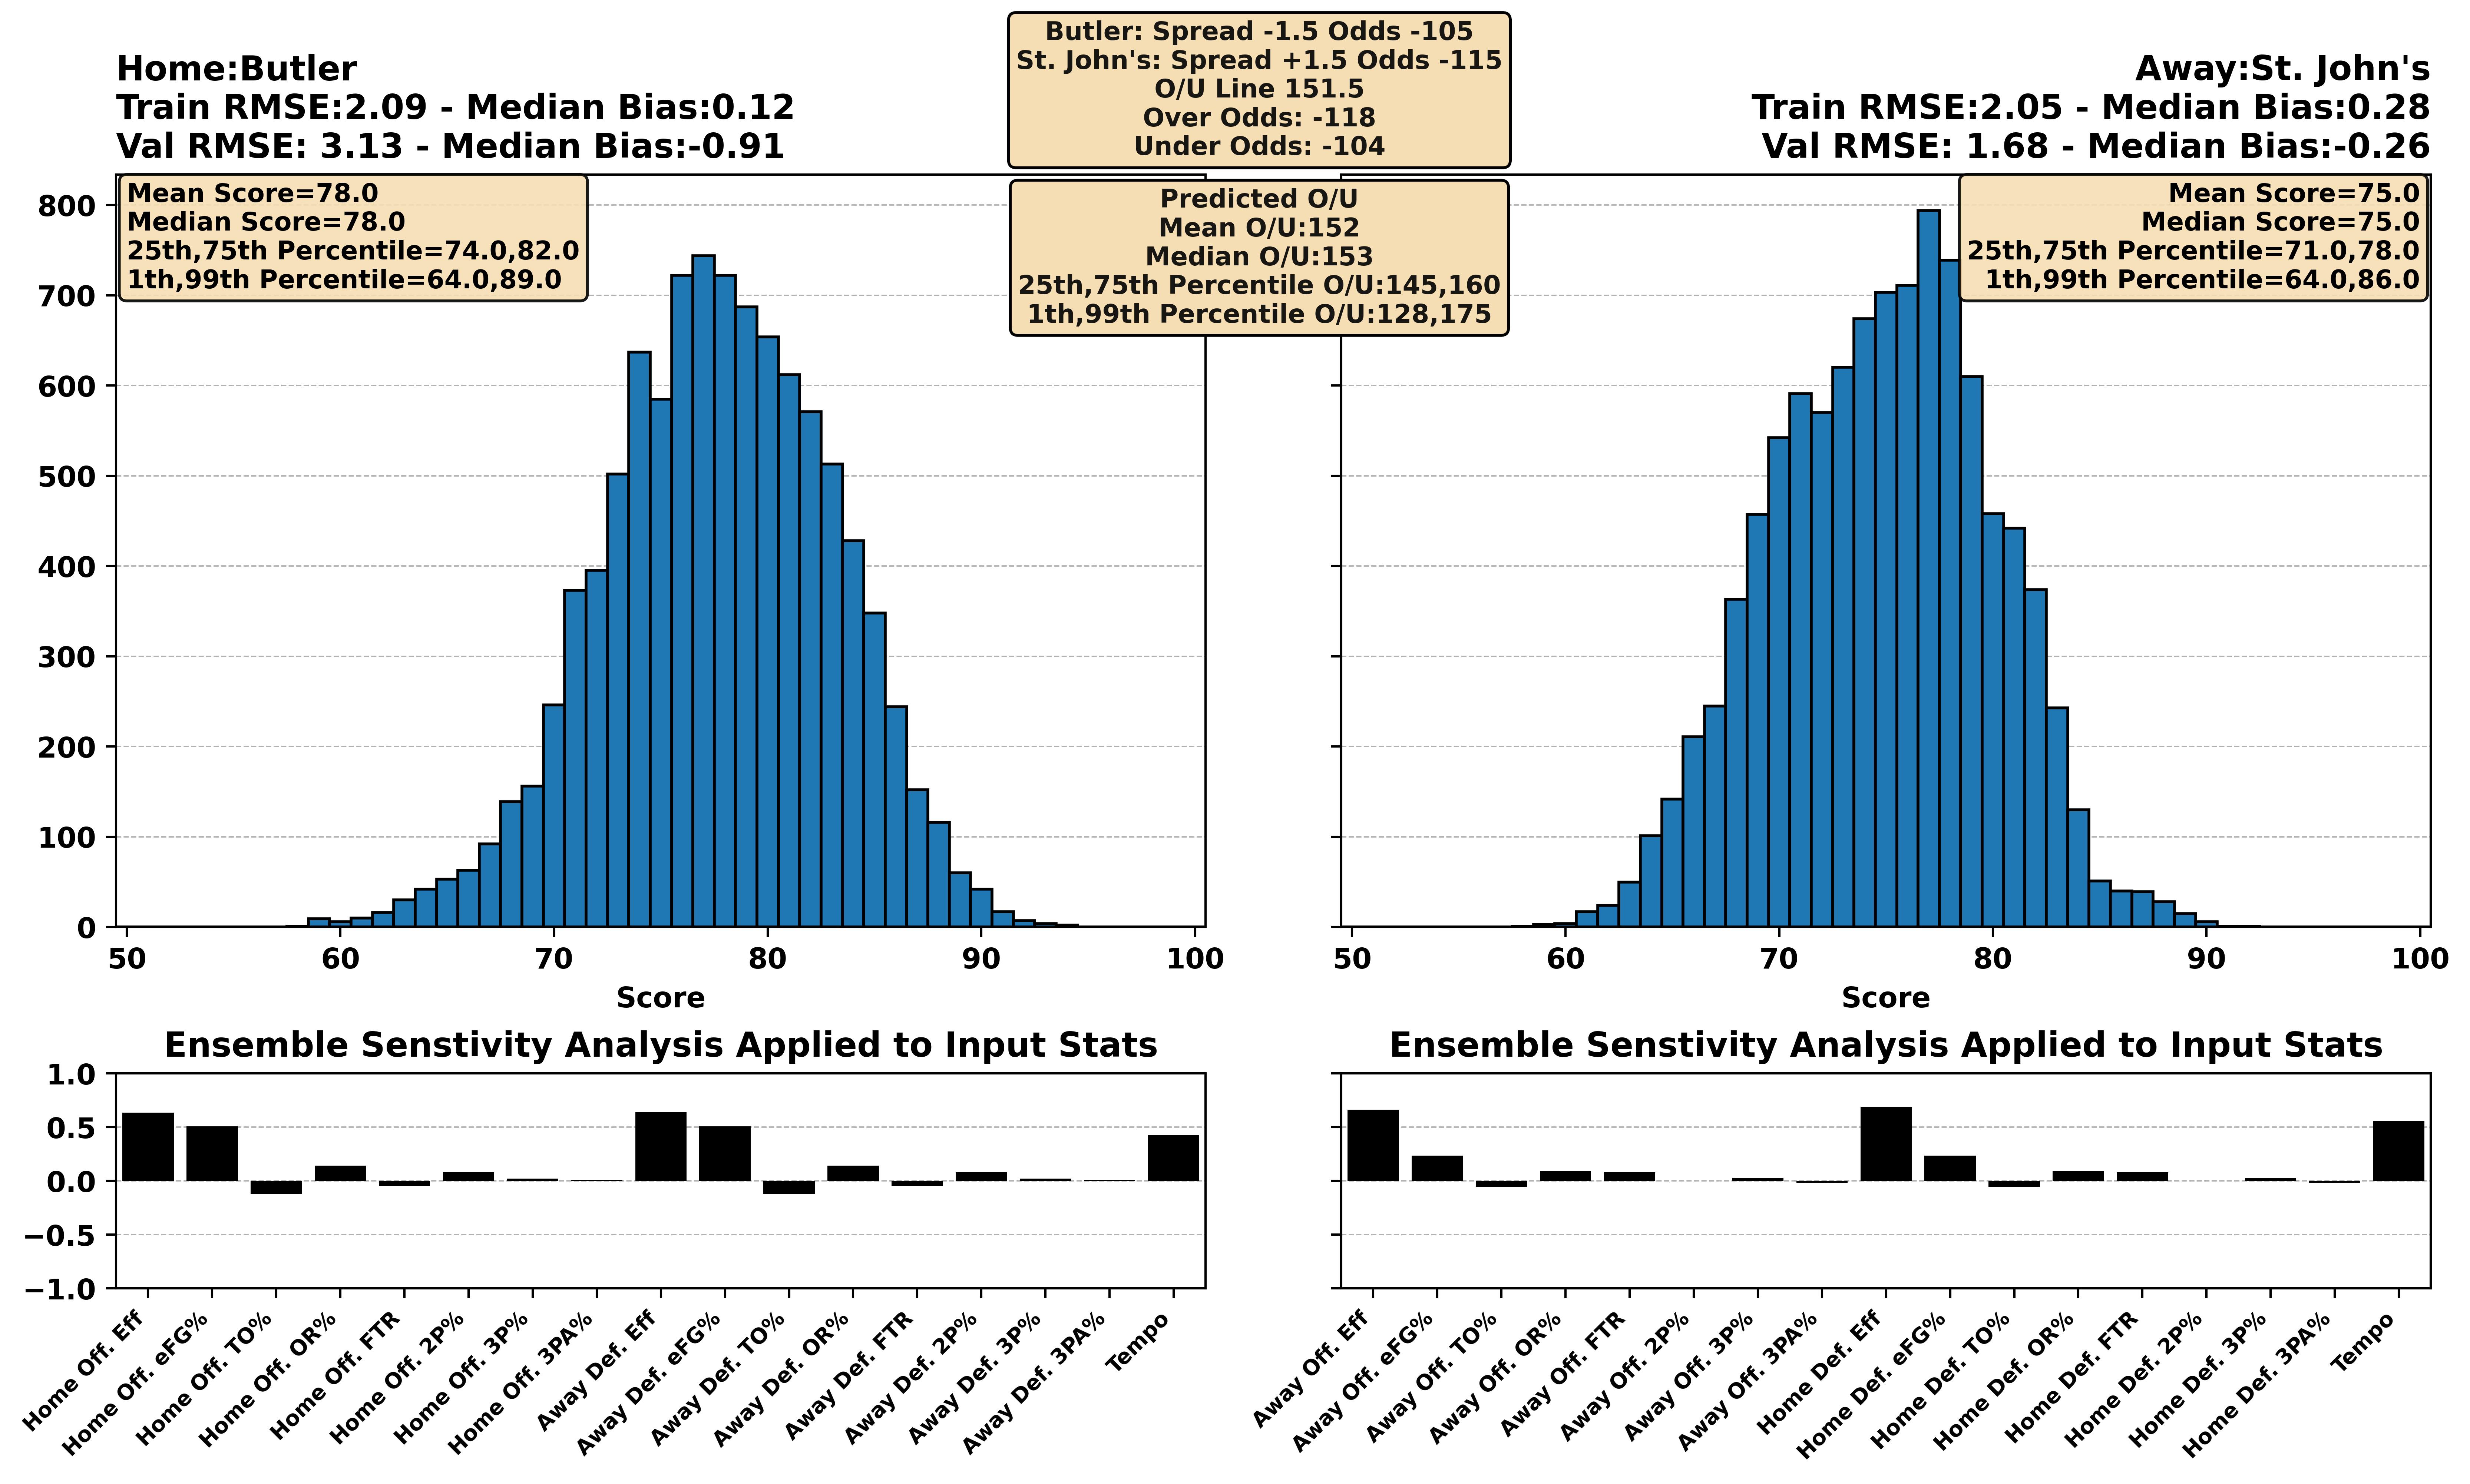 Butler: Spread -1.5 Odds -105
St. John's: Spread +1.5 Odds -115
O/U Line 151.5
Over Odds: -118
Under Odds: -104
Home:Butler
Train RMSE:2.09 - Median Bias:0.12
Val RMSE: 3.13 - Median Bias:-0.91
Away:St. John's
Train RMSE:2.05 - Median Bias:0.28
Val RMSE: 1.68 - Median Bias:-0.26
Mean Score=78.0
Median Score=78.0
25th,75th Percentile=74.0,82.0
1th,99th Percentile=64.0,89.0
Predicted O/U
Mean O/U:152
Median O/U:153
25th,75th Percentile O/U:145,160
1th,99th Percentile O/U:128,175
Mean Score=75.0
Median Score=75.0
25th,75th Percentile=71.0,78.0
1th,99th Percentile=64.0,86.0
800
700
600
500
400
300
200
100
0
50 60 70 80 90 100
Score
50 60 70 80 90 100
Score
Ensemble Senstivity Analysis Applied to Input Stats
1.0
0.5
0.0
−0.5
−1.0
Home Off. Eff
Home Off. eFG%
Home Off. TO%
Home Off. OR%
Home Off. FTR
Home Off. 2P%
Home Off. 3P%
Home Off. 3PA%
Away Def. Eff
Away Def. eFG%
Away Def. TO%
Away Def. OR%
Away Def. FTR
Away Def. 2P%
Away Def. 3P%
Away Def. 3PA%
Tempo
Ensemble Senstivity Analysis Applied to Input Stats
Away Off. Eff
Away Off. eFG%
Away Off. TO%
Away Off. OR%
Away Off. FTR
Away Off. 2P%
Away Off. 3P%
Away Off. 3PA%
Home Def. Eff
Home Def. eFG%
Home Def. TO%
Home Def. OR%
Home Def. FTR
Home Def. 2P%
Home Def. 3P%
Home Def. 3PA%
Tempo